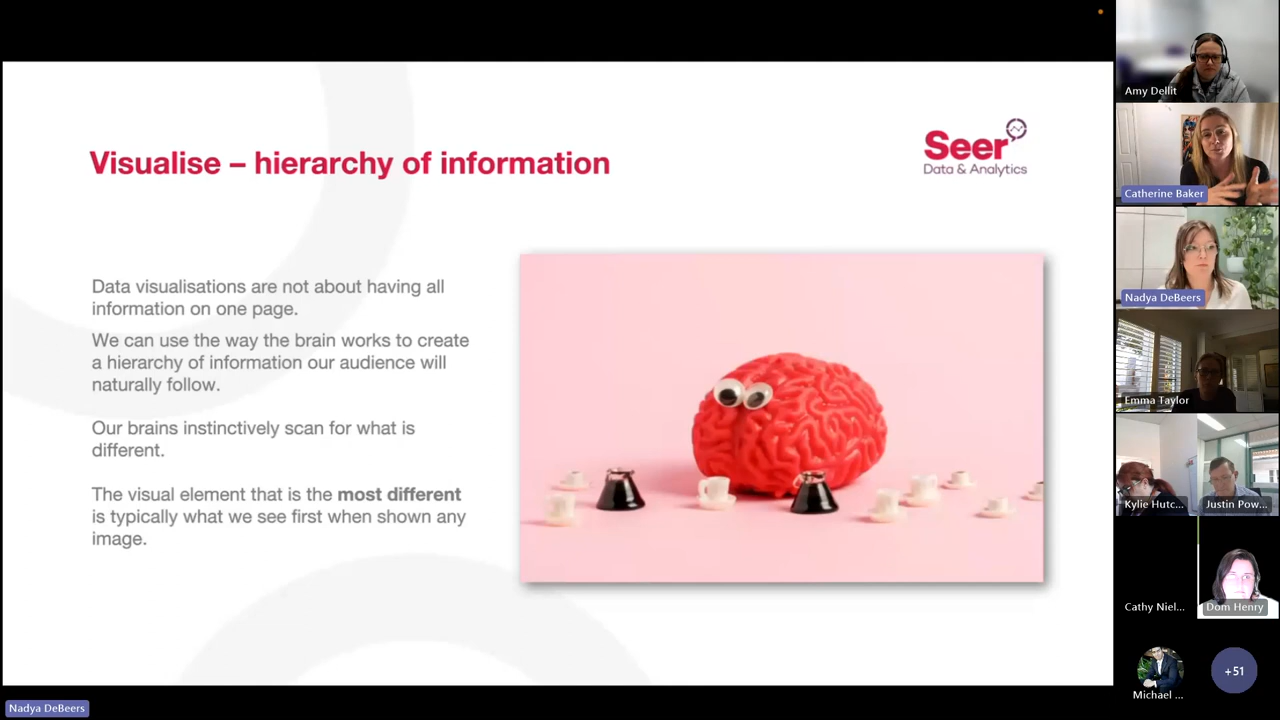 Visualise – hierarchy of information
Seer
Data & Analytics
Data visualisations are not about having all
information on one page.
We can use the way the brain works to create
a hierarchy of information our audience will
naturally follow.
Our brains instinctively scan for what is
different.
The visual element that is the most different
is typically what we see first when shown any
image.
Amy Dellit
Catherine Baker
Nadya DeBeers
Emma Taylor
Kylie Hutc...
Justin Pow...
Cathy Niel...
Dom Henry
Michael ...
+51
Nadya DeBeers